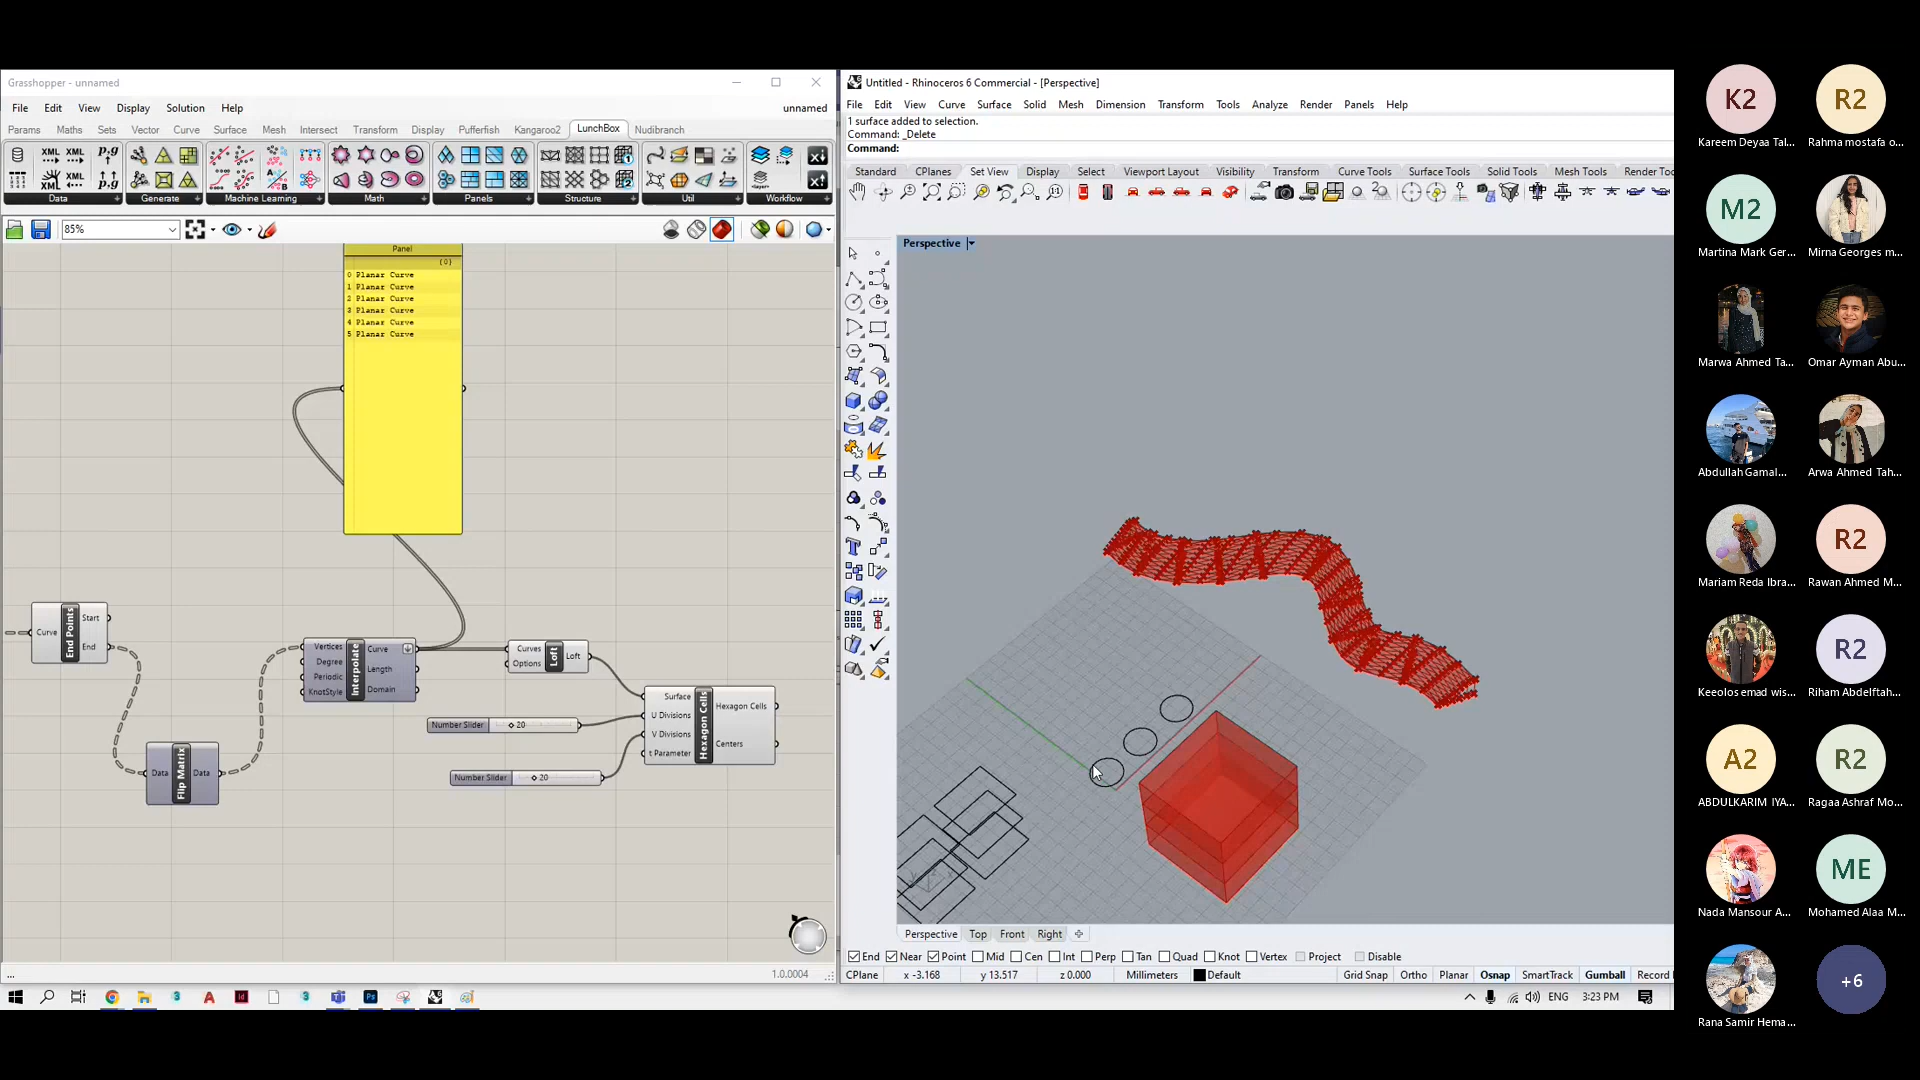 Grasshopper - unnamed
File Edit View Display Solution Help unnamed
Params Maths Sets Vector Curve Surface Mesh Intersect Transform Display Pufferfish Kangaroo2 LunchBox Nudibranch
XML XML p,g
XML XML p,g
Data Generate Machine Learning Math Panels Structure Util Workflow
85%
Panel
{0}
0 Planar Curve
1 Planar Curve
2 Planar Curve
3 Planar Curve
4 Planar Curve
5 Planar Curve
Curve End Points Start
End
Data Flip Matrix Data
Vertices Interpolate Curve
Degree Length
Periodic Domain
KnotStyle
Curves Loft Loft
Options
Number Slider 20
Number Slider 20
Surface Hexagon Cells Hexagon Cells
U Divisions
V Divisions Centers
t Parameter
...
1.0.0004
Untitled - Rhinoceros 6 Commercial - [Perspective]
File Edit View Curve Surface Solid Mesh Dimension Transform Tools Analyze Render Panels Help
1 surface added to selection.
Command: _Delete
Command:
Standard CPlanes Set View Display Select Viewport Layout Visibility Transform Curve Tools Surface Tools Solid Tools Mesh Tools Render Too
Perspective
Perspective Top Front Right
End Near Point Mid Cen Int Perp Tan Quad Knot Vertex Project Disable
CPlane x -3.168 y 13.517 z 0.000 Millimeters Default Grid Snap Ortho Planar Osnap SmartTrack Gumball Record
ENG 3:23 PM
K2 R2
Kareem Deyaa Tal... Rahma mostafa o...
M2
Martina Mark Ger... Mirna Georges m...
Marwa Ahmed Ta... Omar Ayman Abu...
Abdullah Gamal... Arwa Ahmed Tah...
R2
Mariam Reda Ibra... Rawan Ahmed M...
R2
Keeolos emad wis... Riham Abdelftah...
A2 R2
ABDULKARIM IYA... Ragaa Ashraf Mo...
ME
Nada Mansour A... Mohamed Alaa M...
+6
Rana Samir Hema...